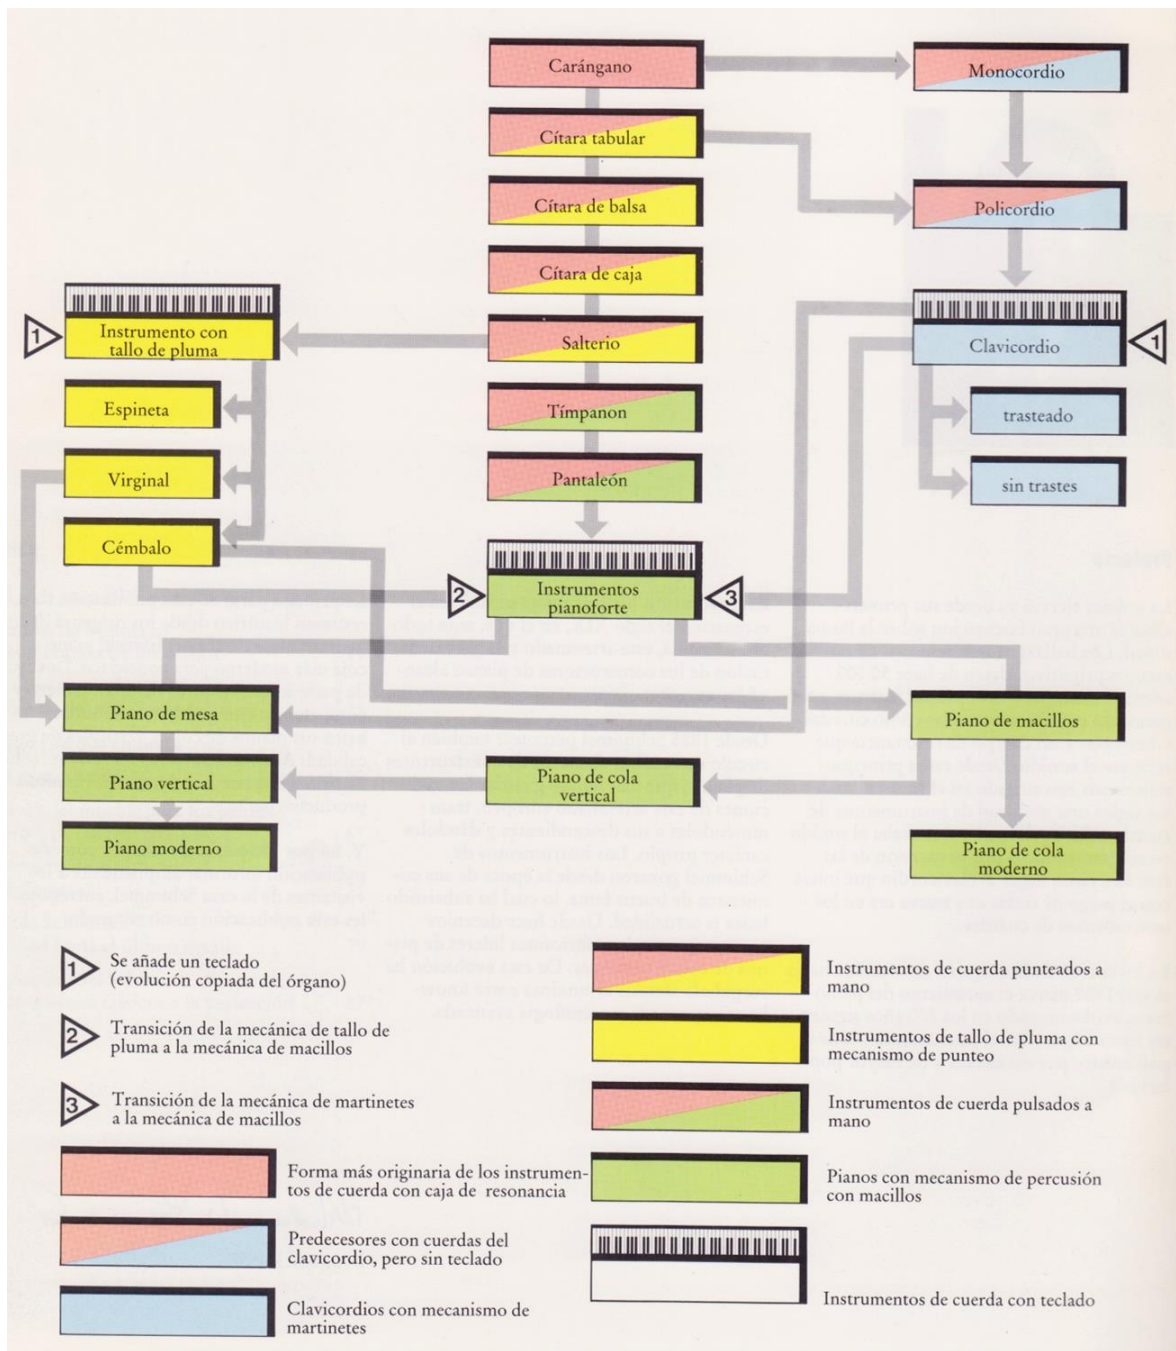 Carángano
Monocordio
Cítara tabular
Cítara de balsa
Policordio
Cítara de caja
1
Instrumento con
tallo de pluma
Salterio
Clavicordio
1
Espineta
Tímpanon
trasteado
Virginal
Pantaleón
sin trastes
Cémbalo
2
Instrumentos
pianoforte
3
Piano de mesa
Piano de macillos
Piano vertical
Piano de cola
vertical
Piano moderno
Piano de cola
moderno
1
Se añade un teclado
(evolución copiada del órgano)
2
Transición de la mecánica de tallo de
pluma a la mecánica de macillos
3
Transición de la mecánica de martinetes
a la mecánica de macillos
Forma más originaria de los instrumen-
tos de cuerda con caja de resonancia
Predecesores con cuerdas del
clavicordio, pero sin teclado
Clavicordios con mecanismo de
martinetes
Instrumentos de cuerda punteados a
mano
Instrumentos de tallo de pluma con
mecanismo de punteo
Instrumentos de cuerda pulsados a
mano
Pianos con mecanismo de percusión
con macillos
Instrumentos de cuerda con teclado